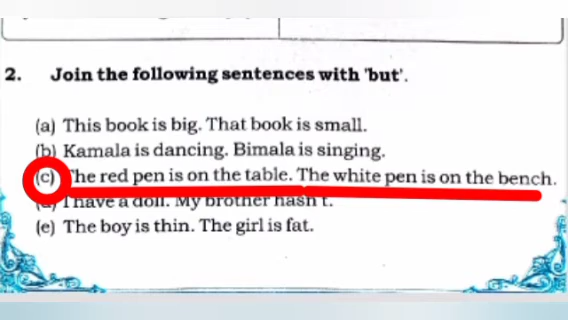 2. Join the following sentences with 'but'.
(a) This book is big. That book is small.
(b) Kamala is dancing. Bimala is singing.
(c) The red pen is on the table. The white pen is on the bench.
(d) I have a doll. My brother hasn't.
(e) The boy is thin. The girl is fat.